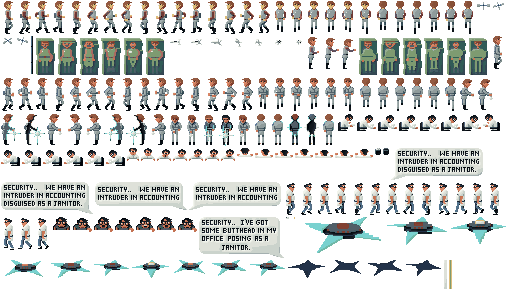 SECURITY.. WE HAVE AN
INTRUDER IN ACCOUNTING
DISGUISED AS A JANITOR.
SECURITY.. WE HAVE AN
INTRUDER IN ACCOUNTING
DISGUISED AS A JANITOR.
SECURITY.. WE HAVE AN
INTRUDER IN ACCOUNTING
SECURITY.. WE HAVE AN
INTRUDER IN ACCOUNTING
SECURITY.. I'VE GOT
SOME BUTTHEAD IN MY
OFFICE POSING AS A
JANITOR.